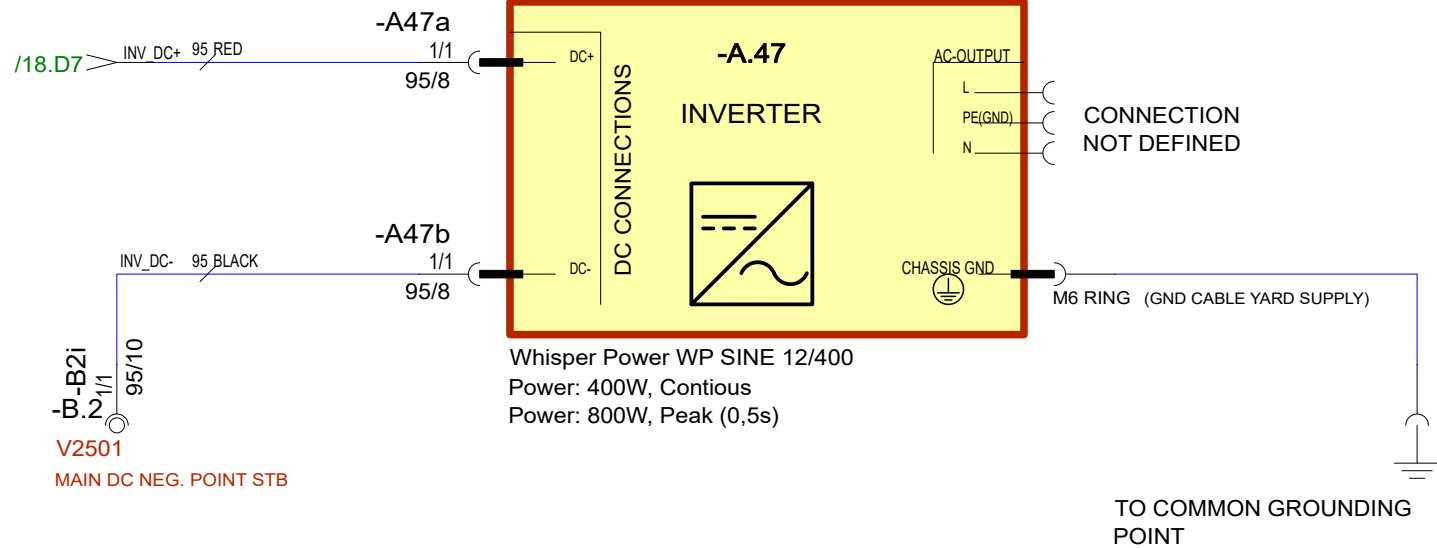 -A47a
/18.D7
INV_DC+
95 RED
1/1
95/8
DC+
DC CONNECTIONS
-A.47
INVERTER
AC-OUTPUT
L
PE(GND)
N
CONNECTION
NOT DEFINED
-A47b
INV_DC-
95 BLACK
1/1
95/8
DC-
CHASSIS GND
M6 RING (GND CABLE YARD SUPPLY)
Whisper Power WP SINE 12/400
Power: 400W, Contious
Power: 800W, Peak (0,5s)
-B2i
1/1
95/10
-B.2
V2501
MAIN DC NEG. POINT STB
TO COMMON GROUNDING
POINT